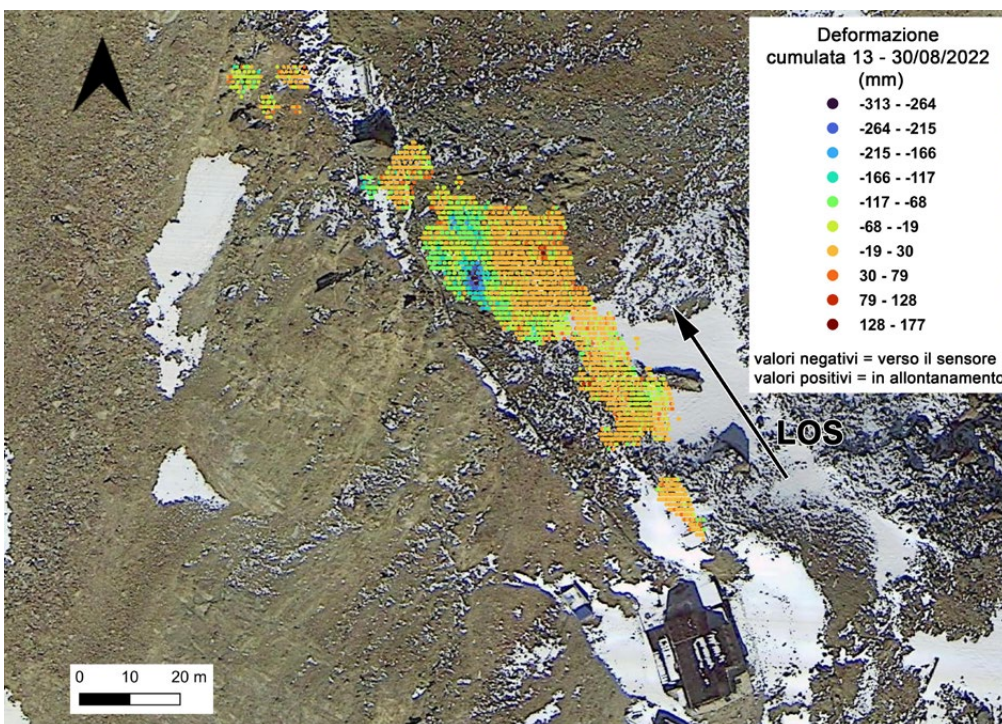 Deformazione
cumulata 13 - 30/08/2022
(mm)
-313 - -264
-264 - -215
-215 - -166
-166 - -117
-117 - -68
-68 - -19
-19 - 30
30 - 79
79 - 128
128 - 177
valori negativi = verso il sensore
valori positivi = in allontanamento
LOS
0 10 20 m